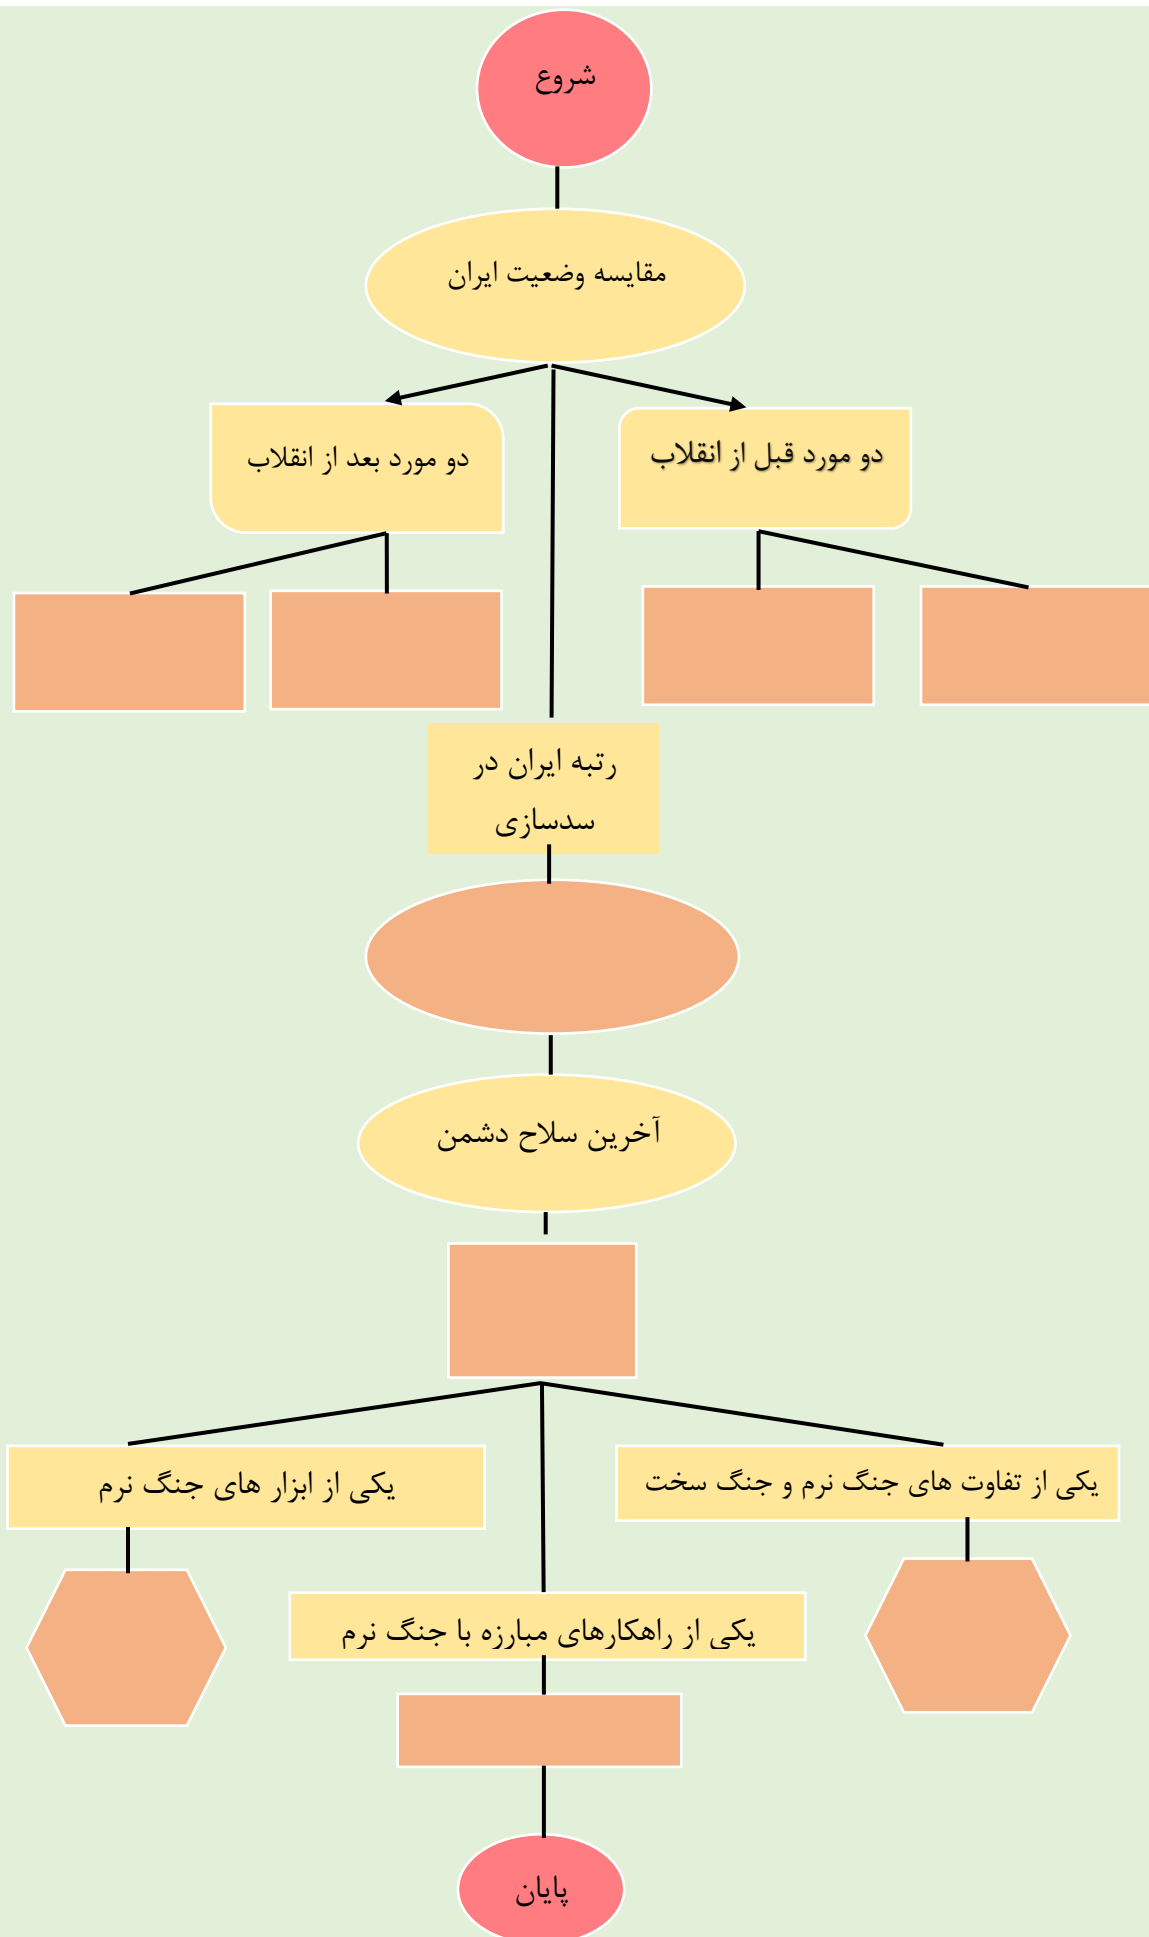 شروع
مقایسه وضعیت ایران
دو مورد قبل از انقلاب
دو مورد بعد از انقلاب
رتبه ایران در
سدسازی
آخرین سلاح دشمن
یکی از تفاوت های جنگ نرم و جنگ سخت
یکی از ابزار های جنگ نرم
یکی از راهکارهای مبارزه با جنگ نرم
پایان